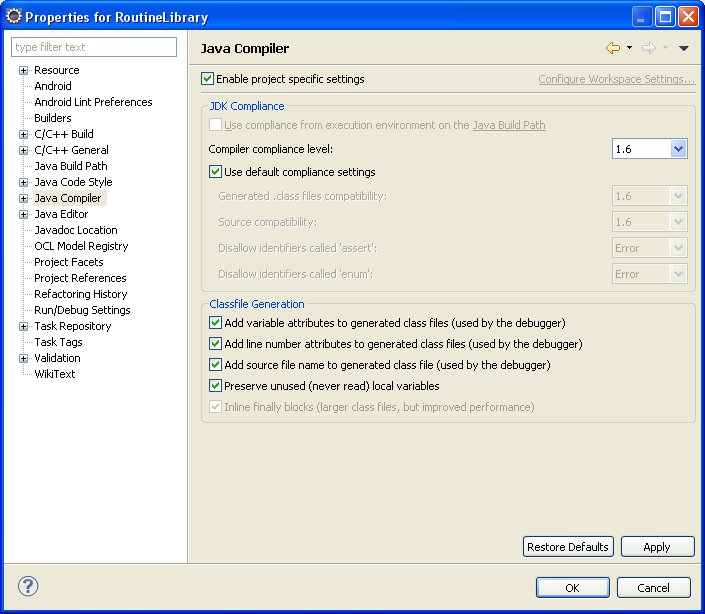 Properties for RoutineLibrary
type filter text
Resource
Android
Android Lint Preferences
Builders
C/C++ Build
C/C++ General
Java Build Path
Java Code Style
Java Compiler
Java Editor
Javadoc Location
OCL Model Registry
Project Facets
Project References
Refactoring History
Run/Debug Settings
Task Repository
Task Tags
Validation
WikiText
Java Compiler
Enable project specific settings
Configure Workspace Settings...
JDK Compliance
Use compliance from execution environment on the Java Build Path
Compiler compliance level: 1.6
Use default compliance settings
Generated .class files compatibility: 1.6
Source compatibility: 1.6
Disallow identifiers called 'assert': Error
Disallow identifiers called 'enum': Error
Classfile Generation
Add variable attributes to generated class files (used by the debugger)
Add line number attributes to generated class files (used by the debugger)
Add source file name to generated class file (used by the debugger)
Preserve unused (never read) local variables
Inline finally blocks (larger class files, but improved performance)
Restore Defaults Apply
? OK Cancel